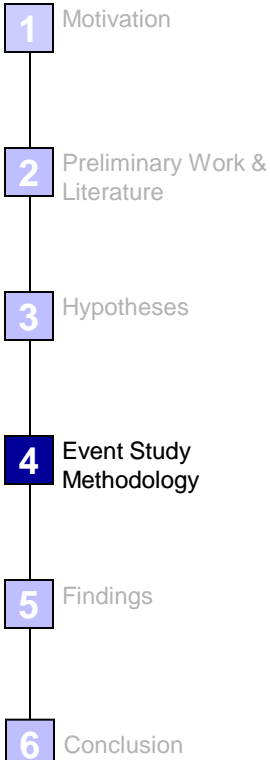 1 Motivation
2 Preliminary Work &
Literature
3 Hypotheses
4 Event Study
Methodology
5 Findings
6 Conclusion